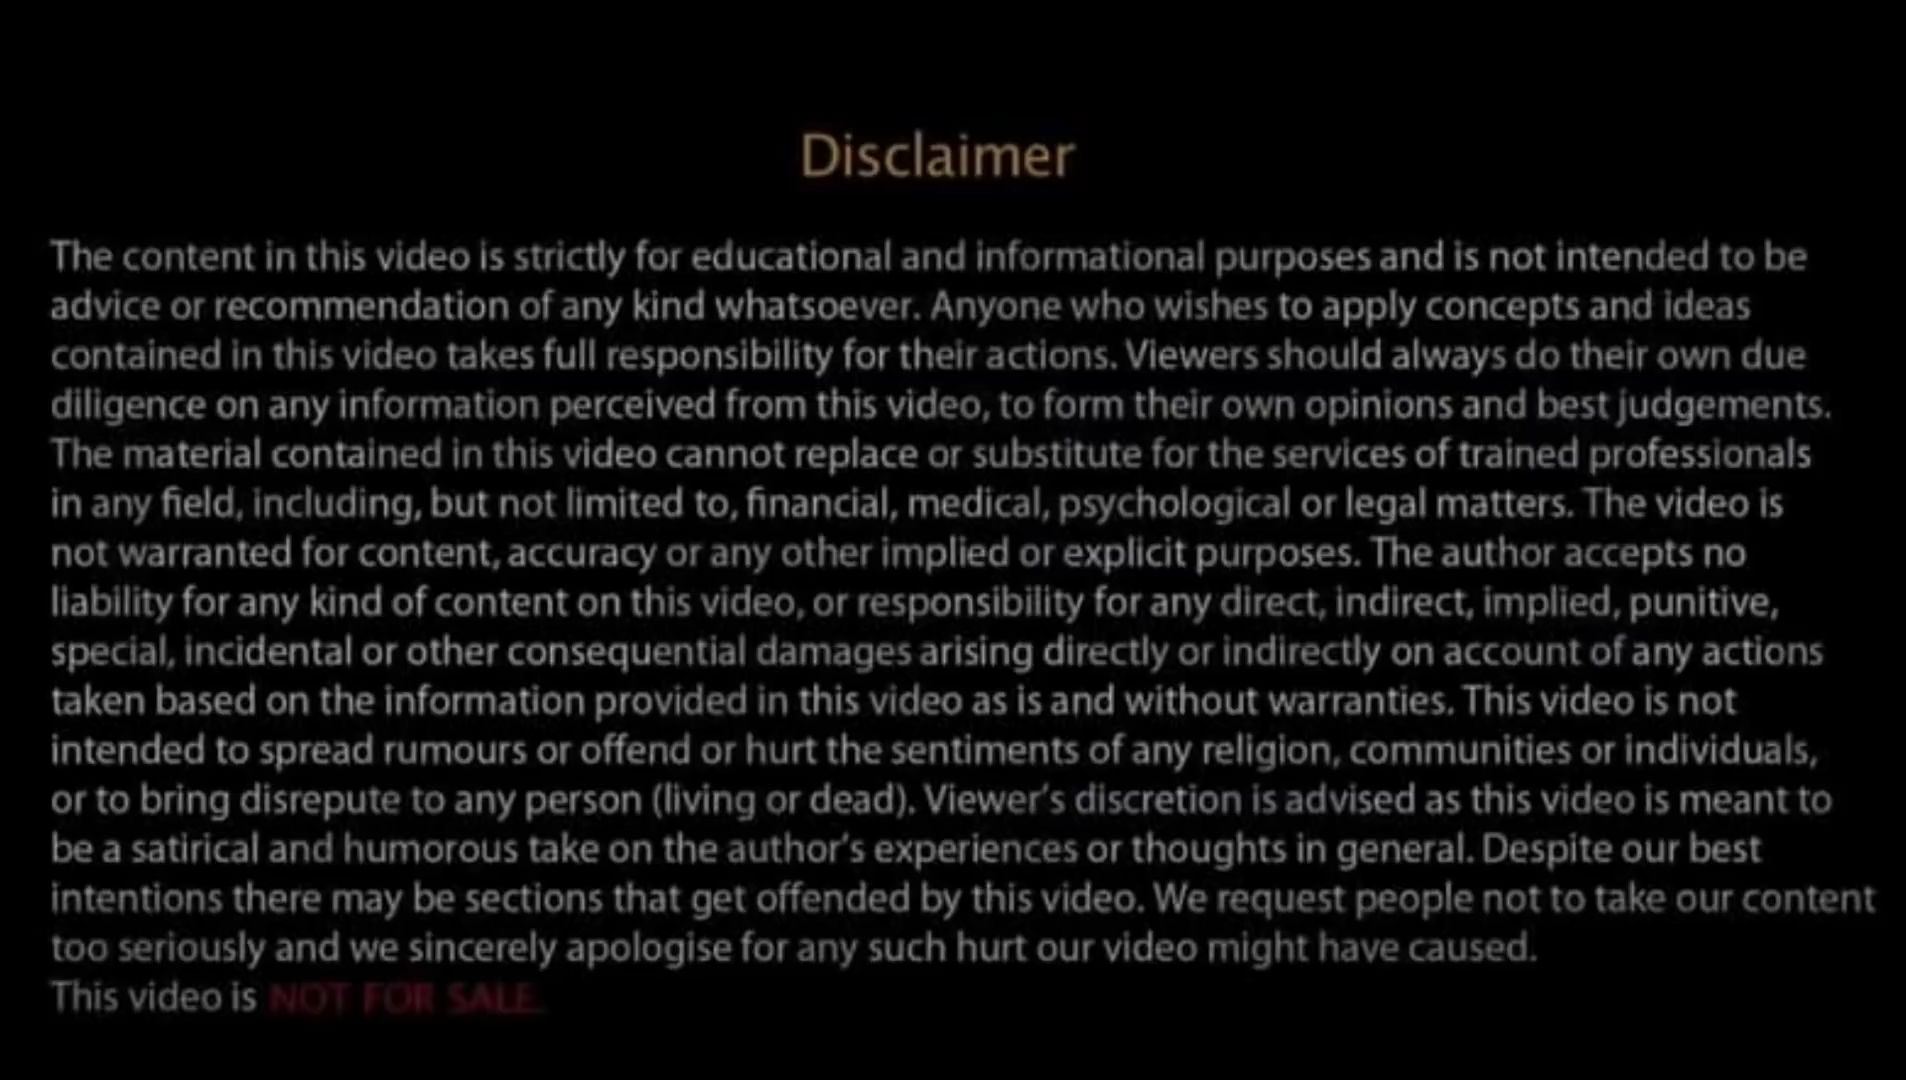 Disclaimer
The content in this video is strictly for educational and informational purposes and is not intended to be
advice or recommendation of any kind whatsoever. Anyone who wishes to apply concepts and ideas
contained in this video takes full responsibility for their actions. Viewers should always do their own due
diligence on any information perceived from this video, to form their own opinions and best judgements.
The material contained in this video cannot replace or substitute for the services of trained professionals
in any field, including, but not limited to, financial, medical, psychological or legal matters. The video is
not warranted for content, accuracy or any other implied or explicit purposes. The author accepts no
liability for any kind of content on this video, or responsibility for any direct, indirect, implied, punitive,
special, incidental or other consequential damages arising directly or indirectly on account of any actions
taken based on the information provided in this video as is and without warranties. This video is not
intended to spread rumours or offend or hurt the sentiments of any religion, communities or individuals,
or to bring disrepute to any person (living or dead). Viewer's discretion is advised as this video is meant to
be a satirical and humorous take on the author's experiences or thoughts in general. Despite our best
intentions there may be sections that get offended by this video. We request people not to take our content
too seriously and we sincerely apologise for any such hurt our video might have caused.
This video is NOT FOR SALE.